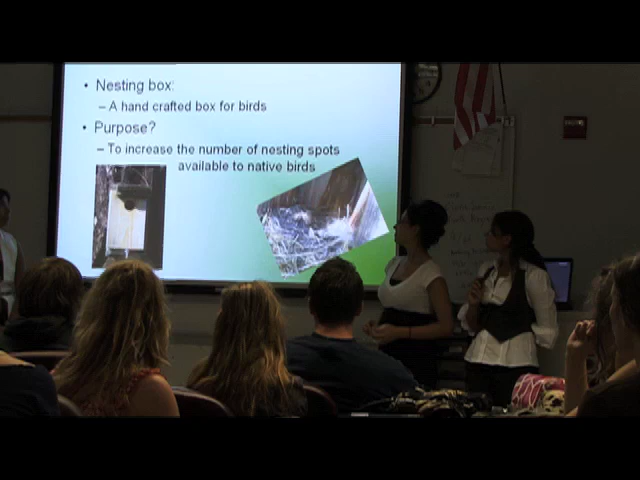 • Nesting box:
– A hand crafted box for birds
• Purpose?
– To increase the number of nesting spots
available to native birds